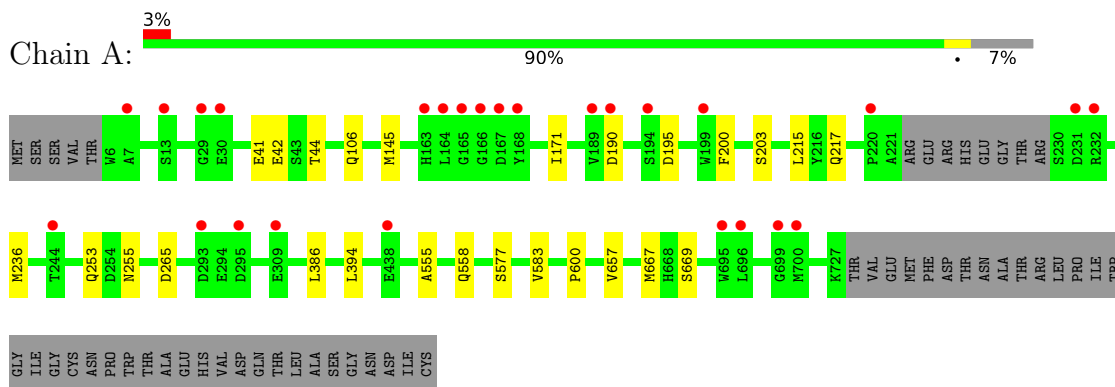 3%
Chain A:
90% • 7%
MET SER SER VAL THR W6 A7 S13 G29 E30 E41 E42 S43 T44 Q106 M145 H163 L164 G165 G166 D167 Y168 I171 V189 D190 S194 D195 W199 F200 S203 L215 Y216 Q217 P220 A221 ARG GLU ARG HIS GLU GLY THR ARG S230 D231 R232
M236 T244 Q253 D254 N255 D265 D293 E294 D295 E309 L386 L394 E438 A555 Q558 S577 V583 P600 V657 M667 H668 S669 W695 L696 G699 M700 K727 THR VAL GLU MET PHE ASP THR ASN ALA THR ARG LEU PRO ILE TRP
GLY ILE GLY CYS ASN PRO TRP THR ALA GLU HIS VAL ASP GLN THR LEU ALA SER GLY ASN ASP ILE CYS